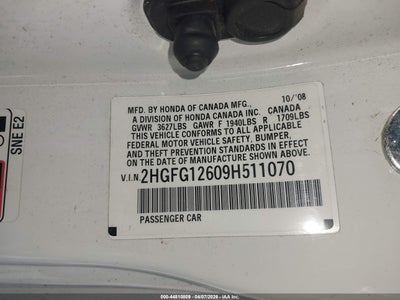 MFD. BY HONDA OF CANADA MFG., 10/'08
A DIVISION OF HONDA CANADA INC. CANADA
GVWR 3627LBS GAWR F 1940LBS R 1709LBS
THIS VEHICLE CONFORMS TO ALL APPLICABLE
FEDERAL MOTOR VEHICLE SAFETY, BUMPER,
AND THEFT PREVENTION STANDARDS IN EFFECT
ON THE DATE OF MANUFACTURE SHOWN ABOVE.
V.I.N. 2HGFG12609H511070
PASSENGER CAR
SNE E2
000-44810809 - 04/07/2026 - IAA Inc.